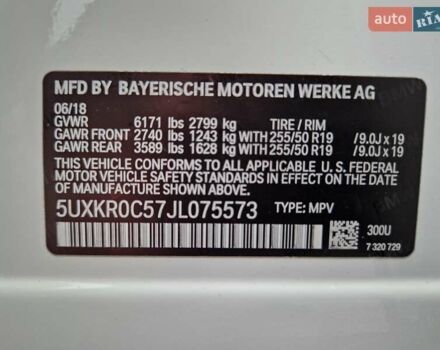 auto RIA
MFD BY BAYERISCHE MOTOREN WERKE AG
06/18
GVWR 6171 lbs 2799 kg TIRE / RIM
GAWR FRONT 2740 lbs 1243 kg WITH 255/50 R19 /9.0J x 19
GAWR REAR 3589 lbs 1628 kg WITH 255/50 R19 /9.0J x 19
THIS VEHICLE CONFORMS TO ALL APPLICABLE U.S. FEDERAL
MOTOR VEHICLE SAFETY STANDARDS IN EFFECT
ON THE DATE OF MANUFACTURE SHOWN ABOVE.
5UXKR0C57JL075573 TYPE: MPV
300U
7 320 729